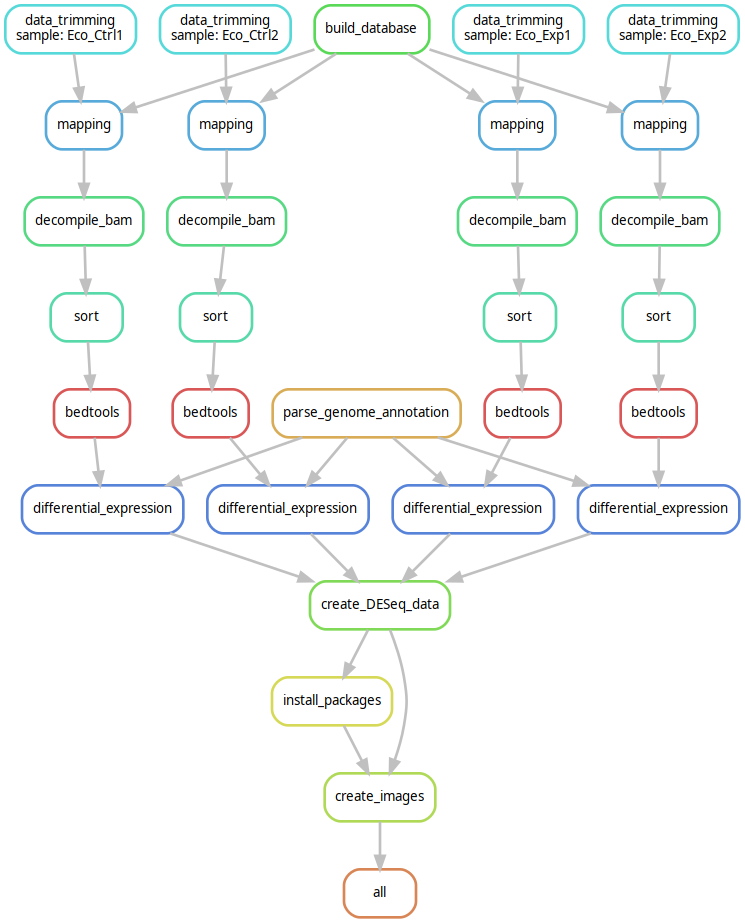 data_trimming
sample: Eco_Ctrl1
data_trimming
sample: Eco_Ctrl2
build_database
data_trimming
sample: Eco_Exp1
data_trimming
sample: Eco_Exp2
mapping
mapping
mapping
mapping
decompile_bam
decompile_bam
decompile_bam
decompile_bam
sort
sort
sort
sort
bedtools
bedtools
parse_genome_annotation
bedtools
bedtools
differential_expression
differential_expression
differential_expression
differential_expression
create_DESeq_data
install_packages
create_images
all